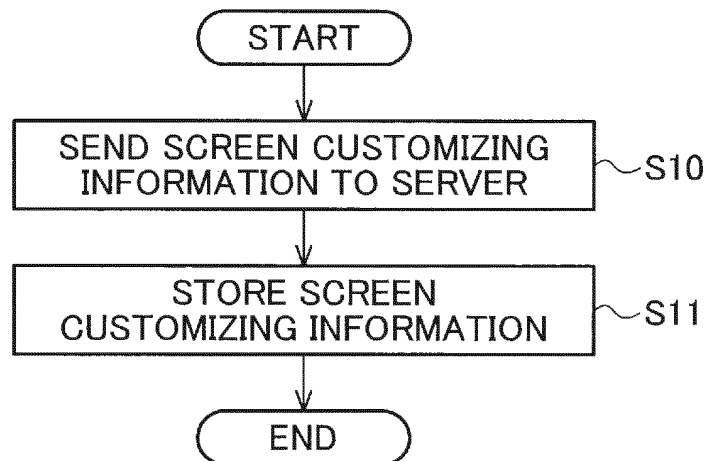 START
SEND SCREEN CUSTOMIZING
INFORMATION TO SERVER
S10
STORE SCREEN
CUSTOMIZING INFORMATION
S11
END